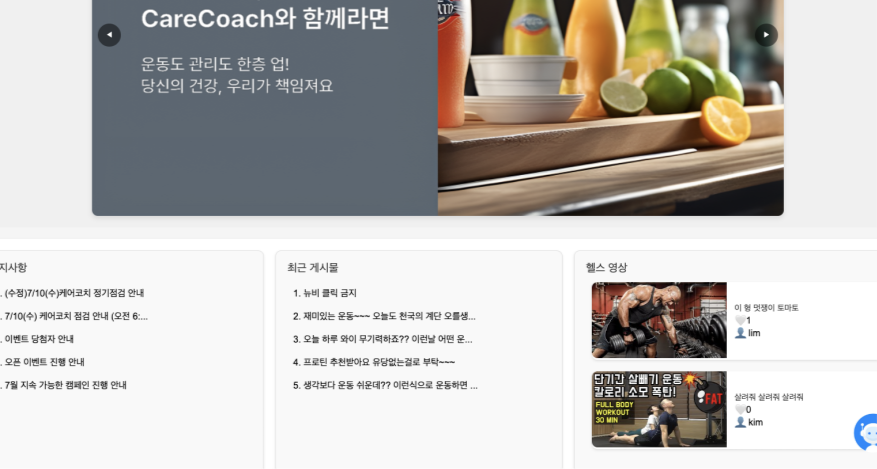 CareCoach와 함께라면
운동도 관리도 한층 업!
당신의 건강, 우리가 책임져요
지사항
. (수정)7/10(수)케어코치 정기점검 안내
. 7/10(수) 케어코치 점검 안내 (오전 6:...
. 이벤트 당첨자 안내
. 오픈 이벤트 진행 안내
. 7월 지속 가능한 캠페인 진행 안내
최근 게시물
1. 뉴비 클릭 금지
2. 재미있는 운동~~~ 오늘도 천국의 계단 오를생...
3. 오늘 하루 와이 무기력하죠?? 이런날 어떤 운...
4. 프로틴 추천받아요 유당없는걸로 부탁~~~
5. 생각보다 운동 쉬운데?? 이런식으로 운동하면 ...
헬스 영상
이 형 멋쟁이 토마토
1
lim
단기간 살빼기 운동
칼로리 소모 폭탄!
FULL BODY
WORKOUT
30 MIN
FAT
살려줘 살려줘 살려줘
0
kim